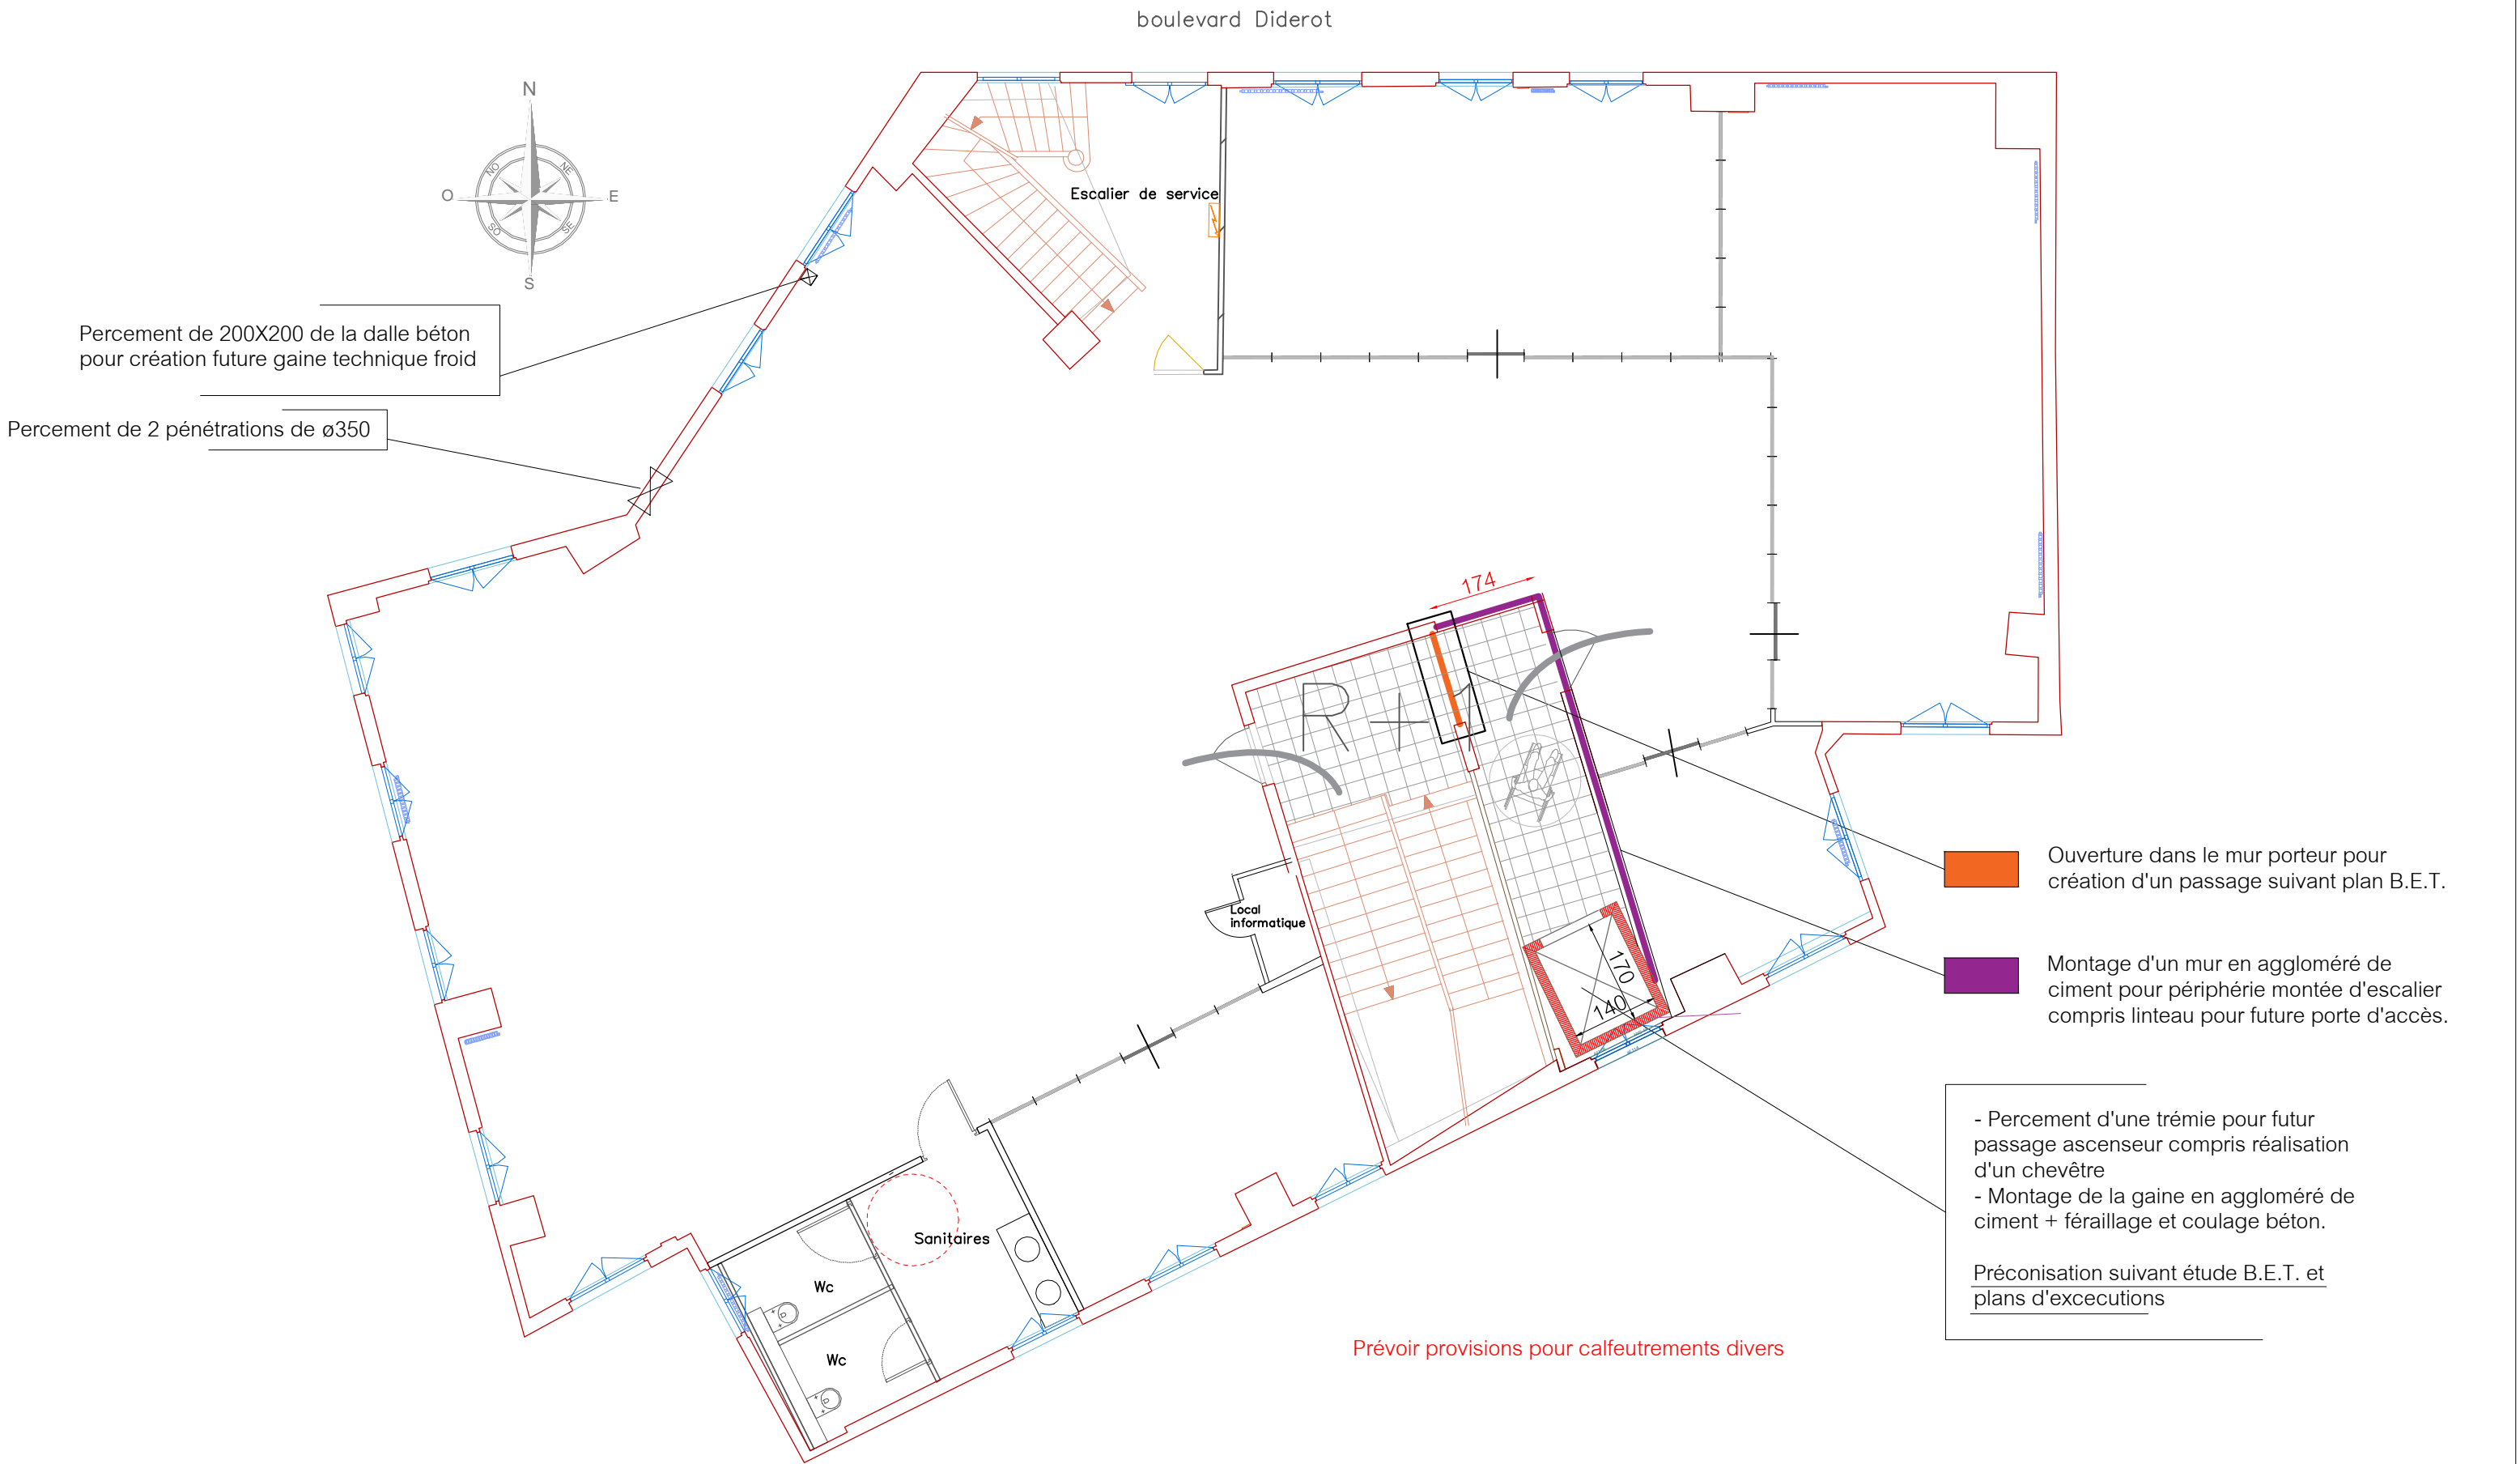 boulevard Diderot
N
NO
NE
O
E
SO
SE
S
Escalier de service
Percement de 200X200 de la dalle béton
pour création future gaine technique froid
Percement de 2 pénétrations de ø350
174
R+1
Local
informatique
170
140
Ouverture dans le mur porteur pour
création d'un passage suivant plan B.E.T.
Montage d'un mur en aggloméré de
ciment pour périphérie montée d'escalier
compris linteau pour future porte d'accès.
- Percement d'une trémie pour futur
passage ascenseur compris réalisation
d'un chevêtre
- Montage de la gaine en aggloméré de
ciment + féraillage et coulage béton.
Préconisation suivant étude B.E.T. et
plans d'excecutions
Sanitaires
Wc
Wc
Prévoir provisions pour calfeutrements divers